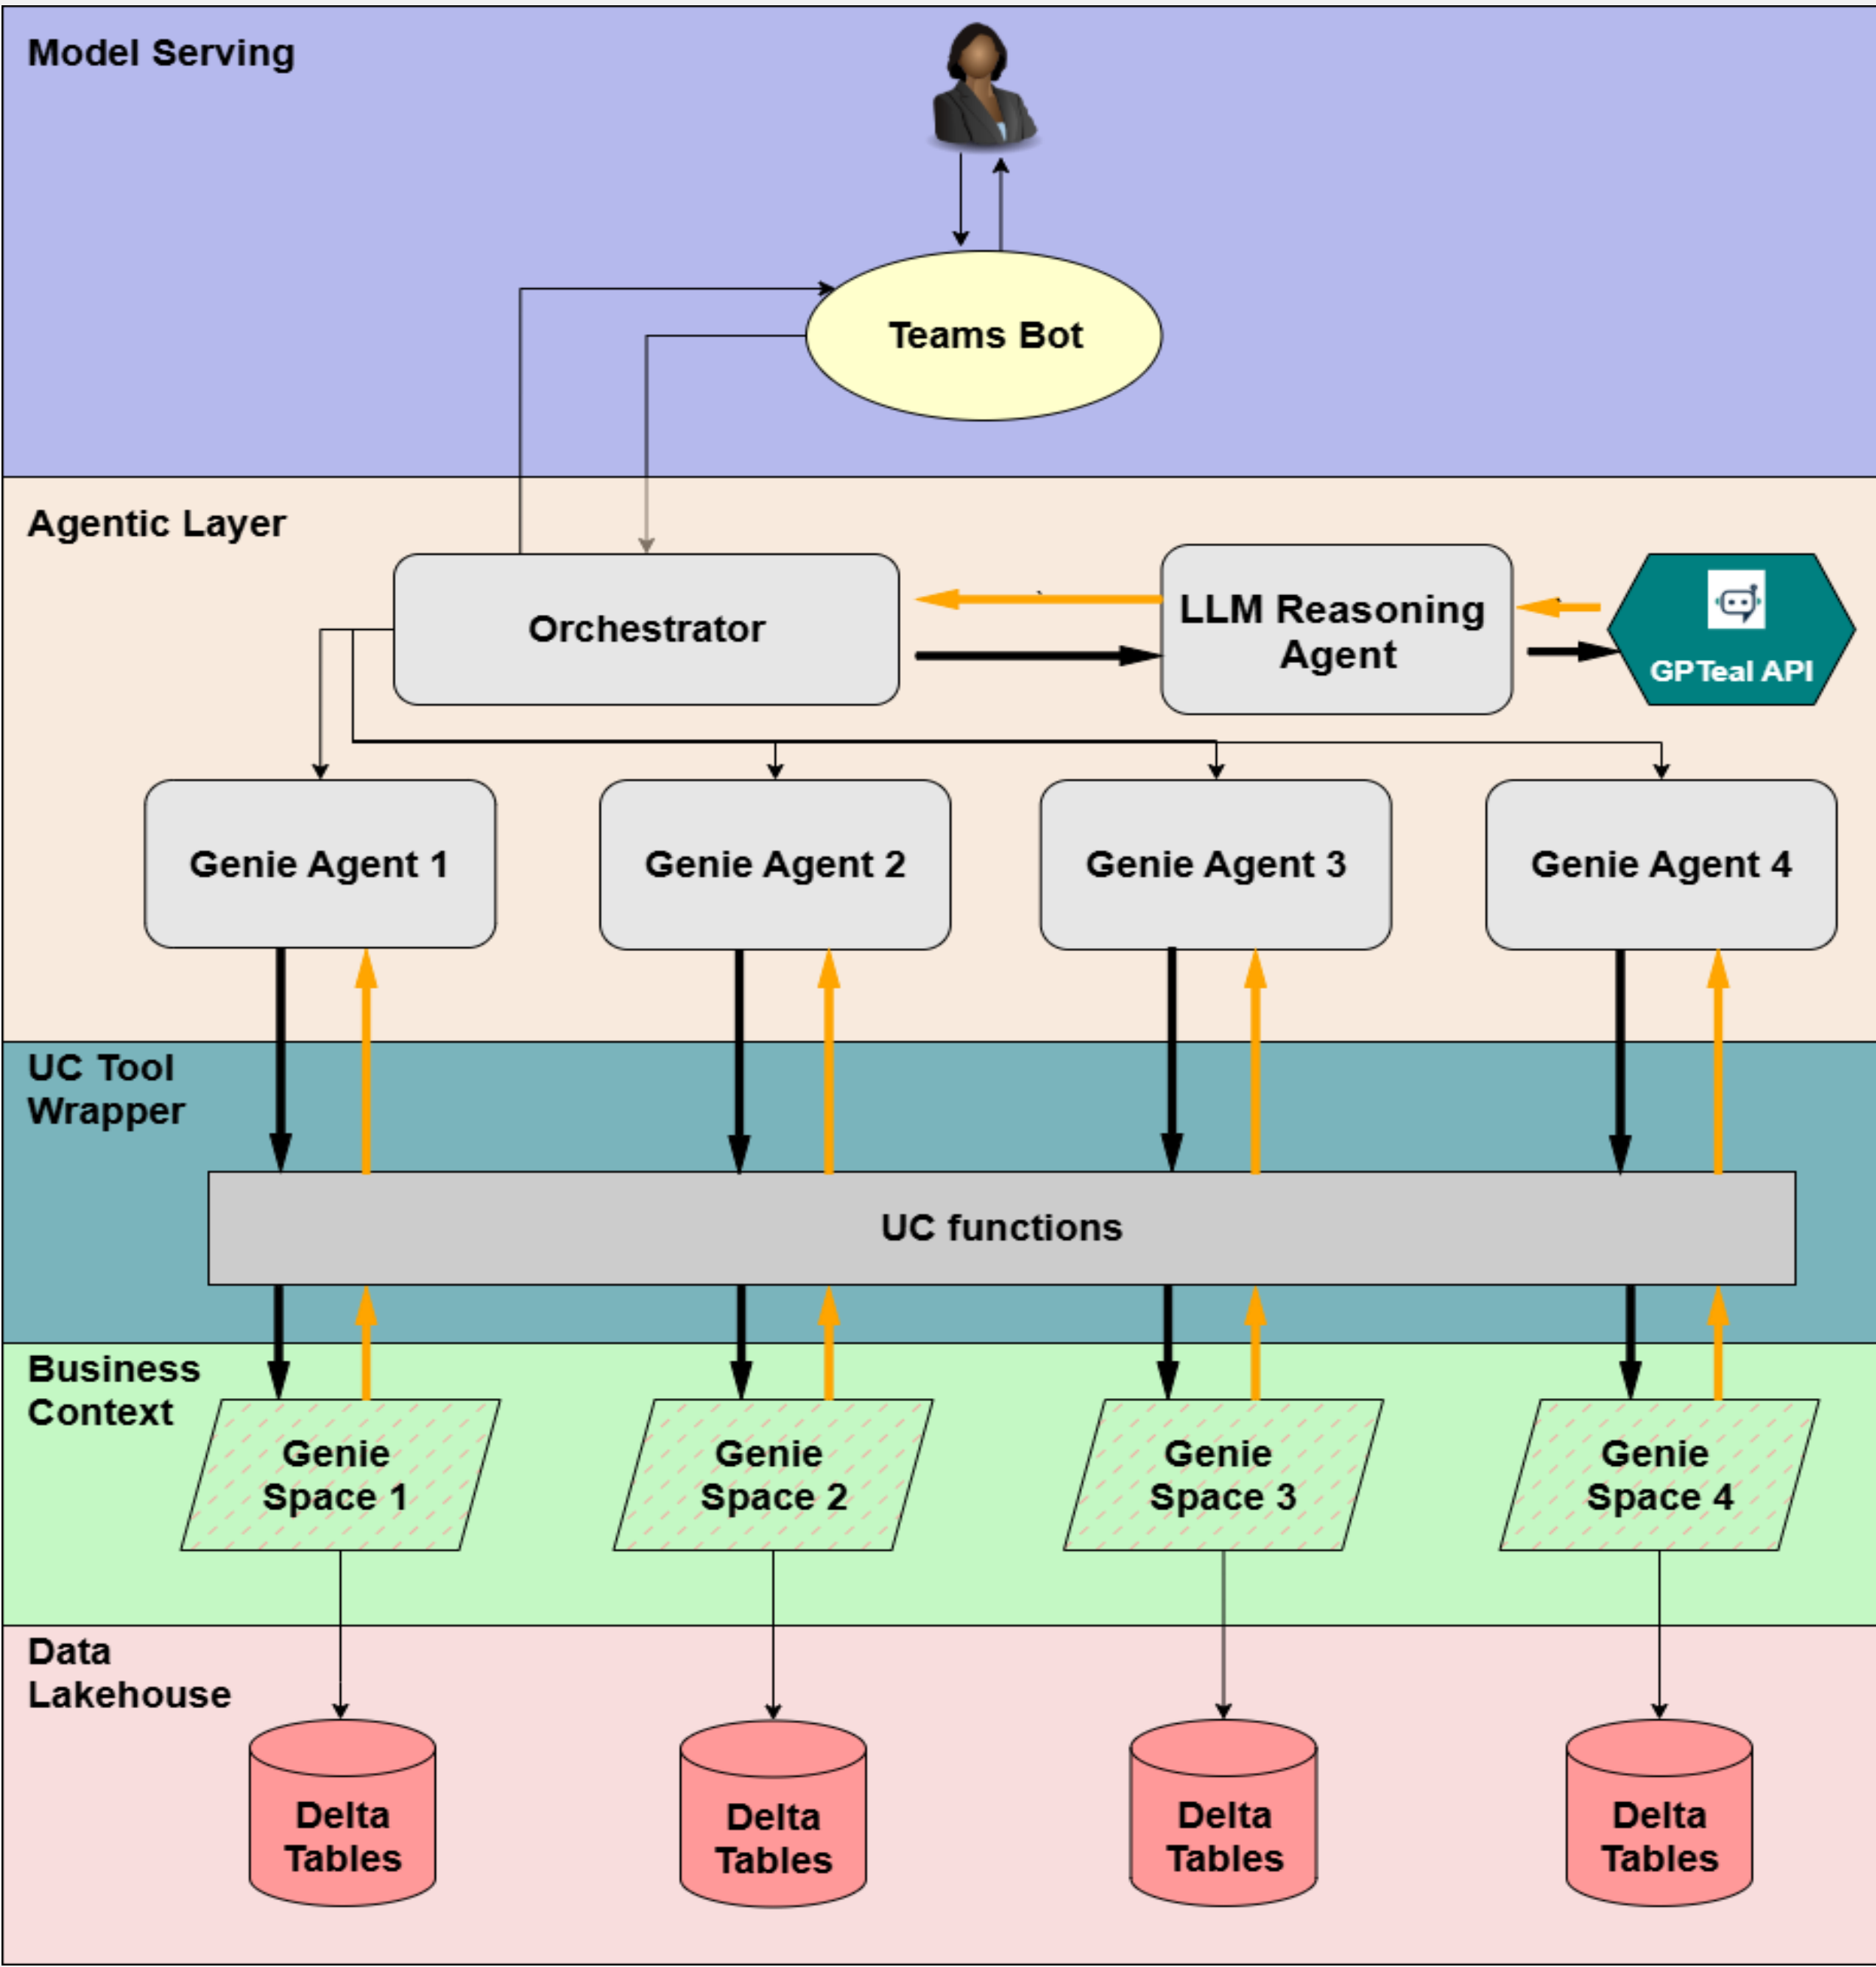 Model Serving
Teams Bot
Agentic Layer
Orchestrator
LLM Reasoning
Agent
GPTeal API
Genie Agent 1
Genie Agent 2
Genie Agent 3
Genie Agent 4
UC Tool
Wrapper
UC functions
Business
Context
Genie
Space 1
Genie
Space 2
Genie
Space 3
Genie
Space 4
Data
Lakehouse
Delta
Tables
Delta
Tables
Delta
Tables
Delta
Tables